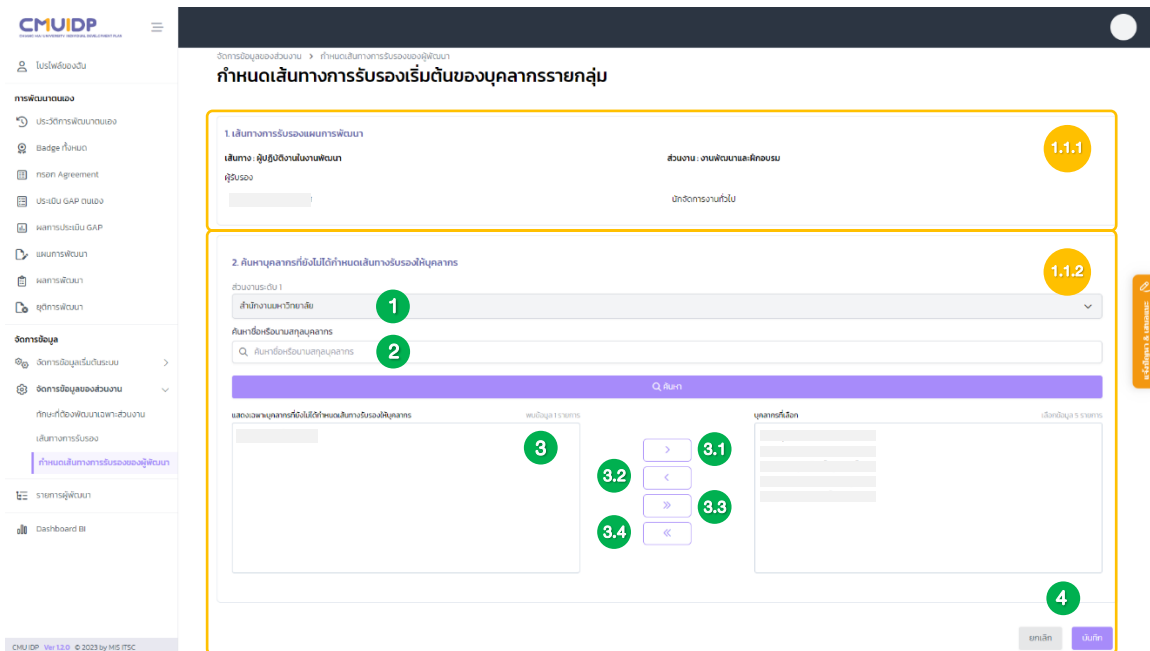 CMUIDP
CHIANG MAI UNIVERSITY INDIVIDUAL DEVELOPMENT PLAN
โปรไฟล์ของฉัน
การพัฒนาตนเอง
ประวัติการพัฒนาตนเอง
Badge ทั้งหมด
กรอก Agreement
ประเมิน GAP ตนเอง
ผลการประเมิน GAP
แผนการพัฒนา
ผลการพัฒนา
ยุติการพัฒนา
จัดการข้อมูล
จัดการข้อมูลเริ่มต้นระบบ
จัดการข้อมูลของส่วนงาน
ทักษะที่ต้องพัฒนาเฉพาะส่วนงาน
เส้นทางการรับรอง
กำหนดเส้นทางการรับรองของผู้พัฒนา
รายการผู้พัฒนา
Dashboard BI
CMU IDP Ver 1.2.0 © 2023 by MIS ITSC
จัดการข้อมูลของส่วนงาน > กำหนดเส้นทางการรับรองของผู้พัฒนา
กำหนดเส้นทางการรับรองเริ่มต้นของบุคลากรรายกลุ่ม
1. เส้นทางการรับรองแผนการพัฒนา
1.1.1
เส้นทาง : ผู้ปฏิบัติงานในงานพัฒนา ส่วนงาน : งานพัฒนาและฝึกอบรม
ผู้รับรอง
นักจัดการงานทั่วไป
2. ค้นหาบุคลากรที่ยังไม่ได้กำหนดเส้นทางรับรองให้บุคลากร
1.1.2
ส่วนงานระดับ 1
สำนักงานมหาวิทยาลัย 1
ค้นหาชื่อหรือนามสกุลบุคลากร
ค้นหาชื่อหรือนามสกุลบุคลากร 2
ค้นหา
แสดงเฉพาะบุคลากรที่ยังไม่ได้กำหนดเส้นทางรับรองให้บุคลากร พบข้อมูล 1 รายการ บุคลากรที่เลือก เลือกข้อมูล 5 รายการ
3 > 3.1
3.2 <
» 3.3
3.4 «
4
ยกเลิก บันทึก
แจ้งปัญหา & เสนอแนะ